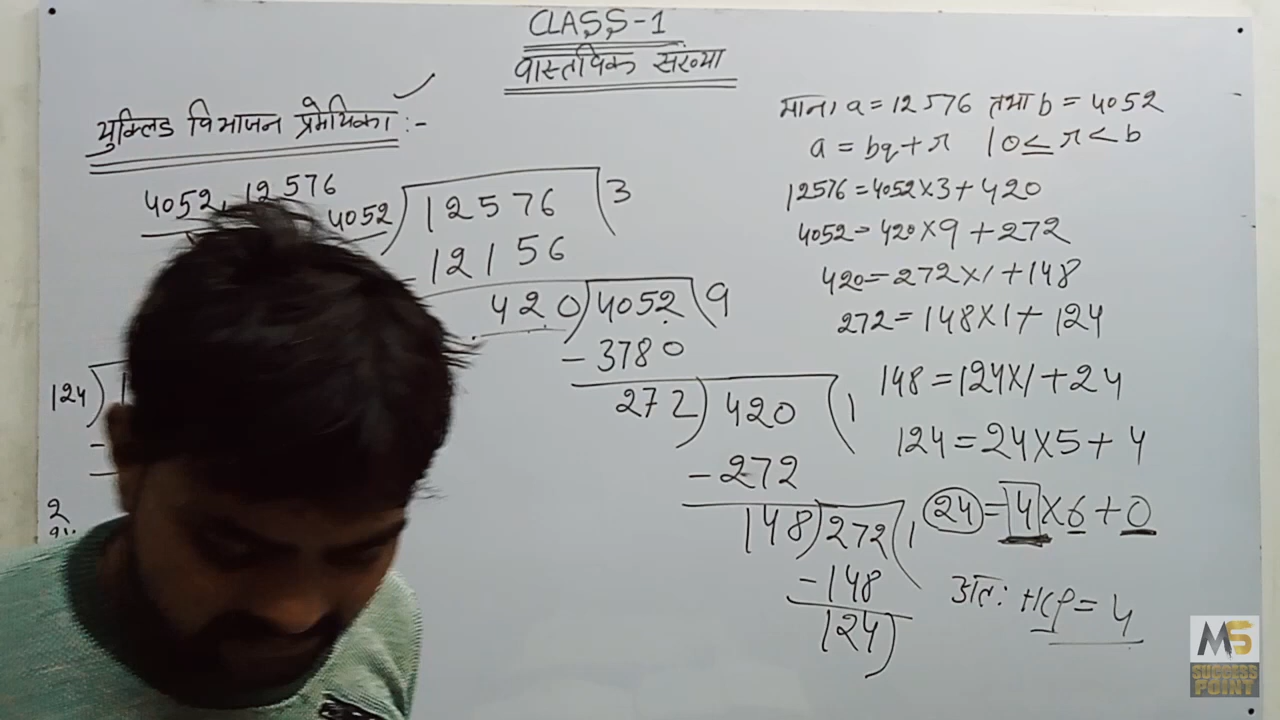 CLASS-1
वास्तविक संख्या
युक्लिड विभाजन प्रमेयिका :-
4052, 12576
4052) 12576 (3
12156
420) 4052 (9
- 3780
272) 420 (1
- 272
148) 272 (1
- 148
124)
124)
-
2
माना a = 12576 तथा b = 4052
a = bq + r | 0 ≤ r < b
12576 = 4052 × 3 + 420
4052 = 420 × 9 + 272
420 = 272 × 1 + 148
272 = 148 × 1 + 124
148 = 124 × 1 + 24
124 = 24 × 5 + 4
24 = 4 × 6 + 0
अतः = 4
MS
SUCCESS
POINT